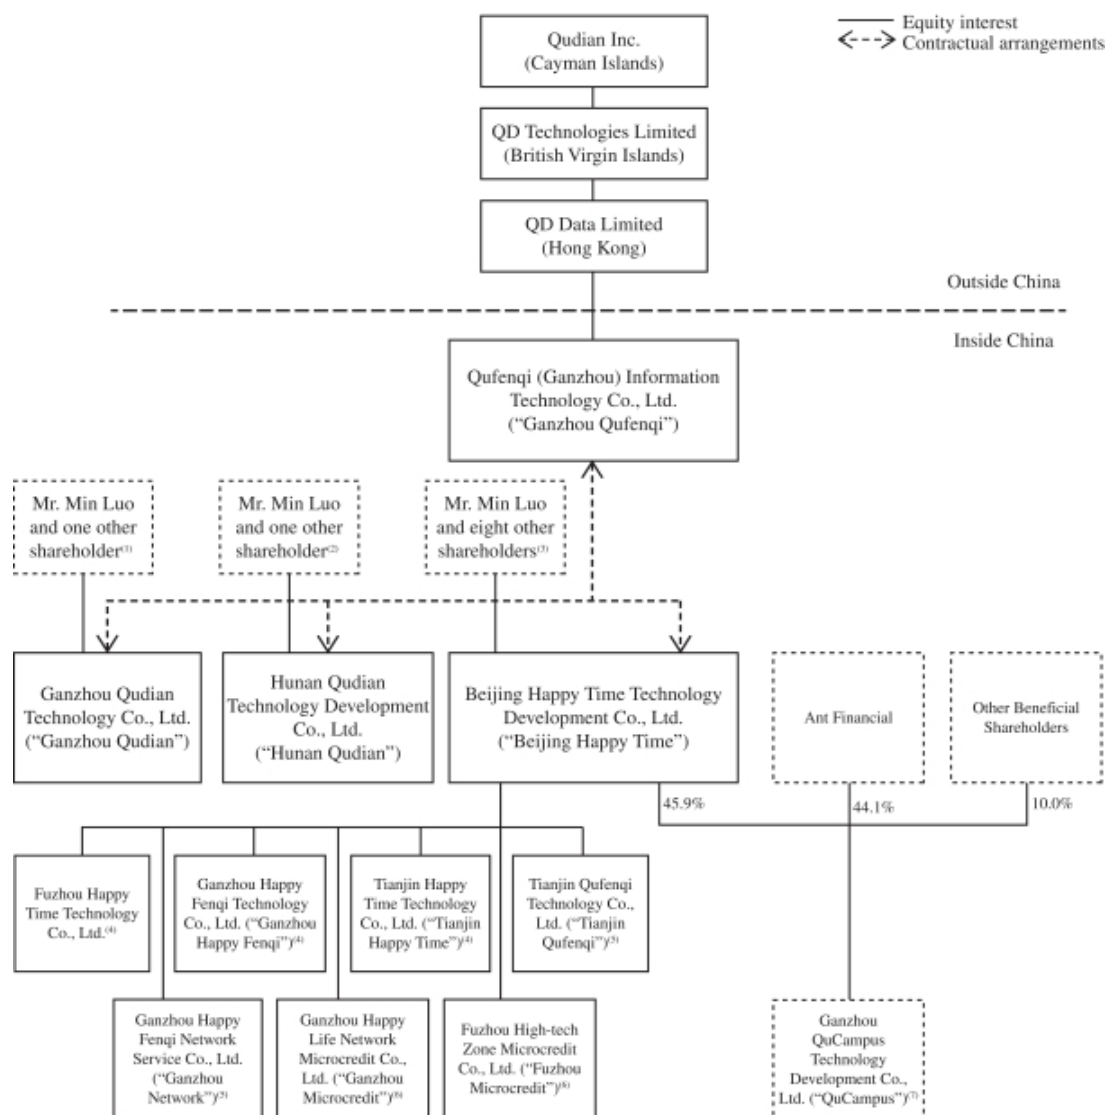 Equity interest
Contractual arrangements
Qudian Inc.
(Cayman Islands)
QD Technologies Limited
(British Virgin Islands)
QD Data Limited
(Hong Kong)
Outside China
Inside China
Qufenqi (Ganzhou) Information
Technology Co., Ltd.
(“Ganzhou Qufenqi”)
Mr. Min Luo
and one other
shareholder(1)
Mr. Min Luo
and one other
shareholder(2)
Mr. Min Luo
and eight other
shareholders(3)
Ganzhou Qudian
Technology Co., Ltd.
(“Ganzhou Qudian”)
Hunan Qudian
Technology Development
Co., Ltd.
(“Hunan Qudian”)
Beijing Happy Time Technology
Development Co., Ltd.
(“Beijing Happy Time”)
Ant Financial
Other Beneficial
Shareholders
45.9%
44.1%
10.0%
Fuzhou Happy
Time Technology
Co., Ltd.(4)
Ganzhou Happy
Fenqi Technology
Co., Ltd. (“Ganzhou
Happy Fenqi”)(4)
Tianjin Happy
Time Technology
Co., Ltd. (“Tianjin
Happy Time”)(4)
Tianjin Qufenqi
Technology Co.,
Ltd. (“Tianjin
Qufenqi”)(5)
Ganzhou Happy
Fenqi Network
Service Co., Ltd.
(“Ganzhou
Network”)(5)
Ganzhou Happy
Life Network
Microcredit Co.,
Ltd. (“Ganzhou
Microcredit”)(6)
Fuzhou High-tech
Zone Microcredit
Co., Ltd. (“Fuzhou
Microcredit”)(6)
Ganzhou
QuCampus
Technology
Development Co.,
Ltd. (“QuCampus”)(7)